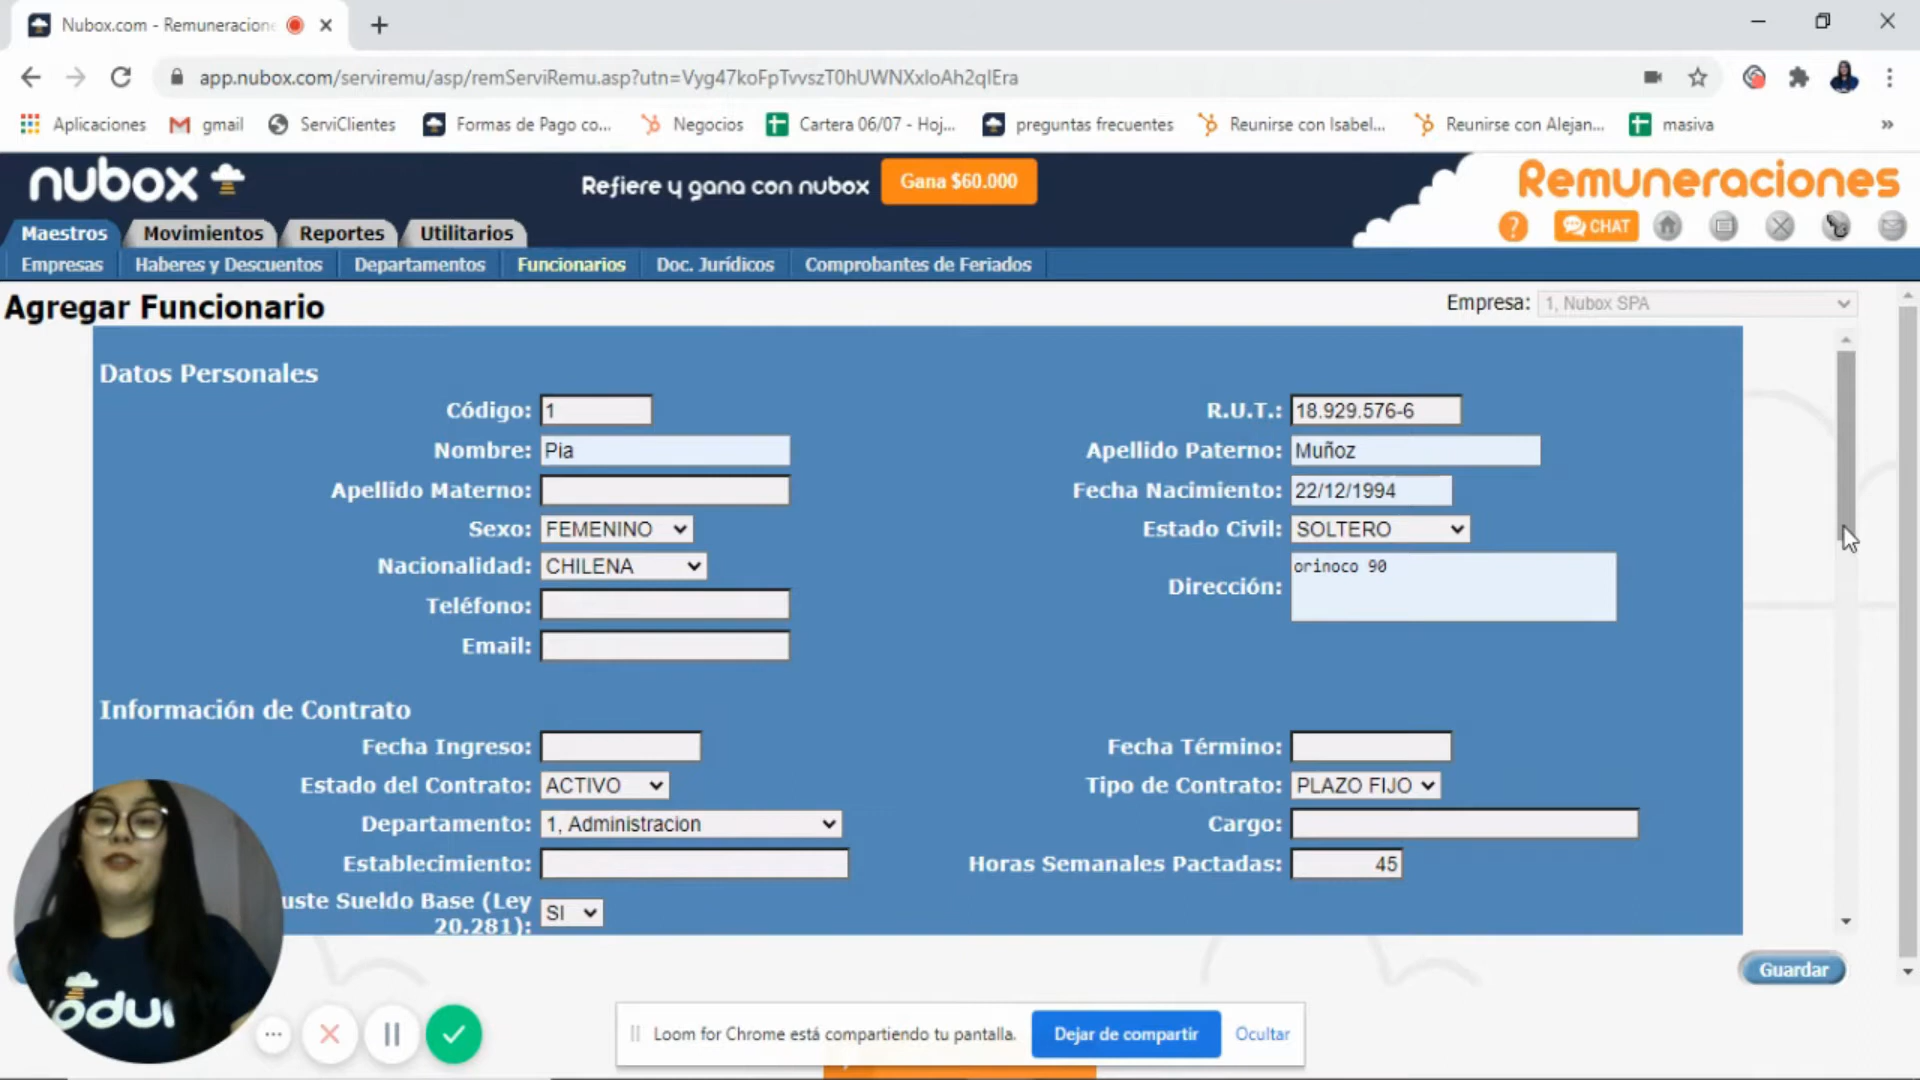 Nubox.com - Remuneracion
app.nubox.com/serviremu/asp/remServiRemu.asp?utn=Vyg47koFpTvvszT0hUWNXxIoAh2qIEra
Aplicaciones gmail ServiClientes Formas de Pago co... Negocios Cartera 06/07 - Hoj... preguntas frecuentes Reunirse con Isabel... Reunirse con Alejan... masiva »
nubox Refiere y gana con nubox Gana $60.000 Remuneraciones
? CHAT
Maestros Movimientos Reportes Utilitarios
Empresas Haberes y Descuentos Departamentos Funcionarios Doc. Jurídicos Comprobantes de Feriados
Agregar Funcionario Empresa: 1, Nubox SPA
Datos Personales
Código: 1 R.U.T.: 18.929.576-6
Nombre: Pia Apellido Paterno: Muñoz
Apellido Materno: Fecha Nacimiento: 22/12/1994
Sexo: FEMENINO Estado Civil: SOLTERO
Nacionalidad: CHILENA Dirección: orinoco 90
Teléfono:
Email:
Información de Contrato
Fecha Ingreso: Fecha Término:
Estado del Contrato: ACTIVO Tipo de Contrato: PLAZO FIJO
Departamento: 1, Administracion Cargo:
Establecimiento: Horas Semanales Pactadas: 45
uste Sueldo Base (Ley
20.281): SI
Guardar
Loom for Chrome está compartiendo tu pantalla. Dejar de compartir Ocultar